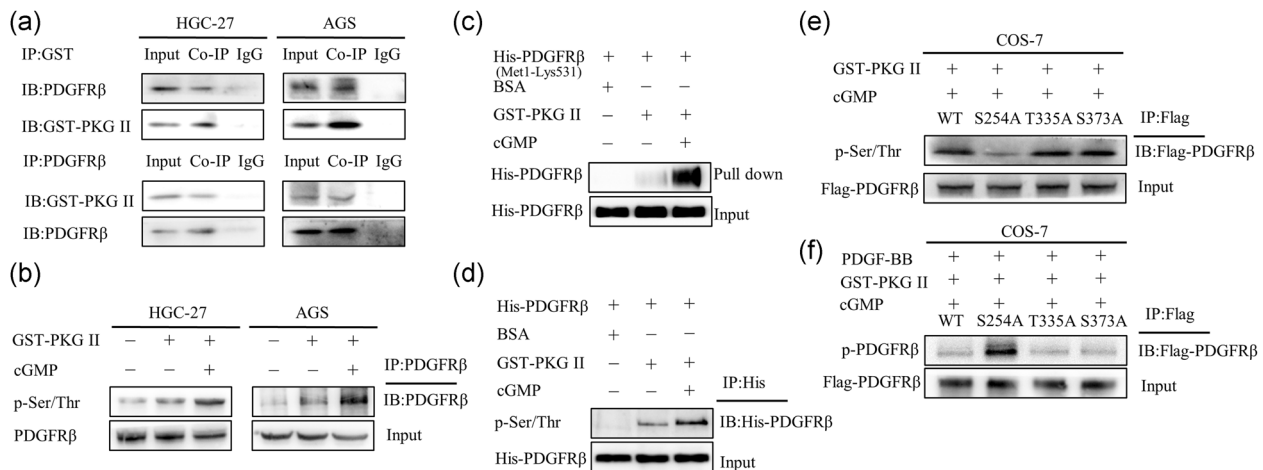 (a)
HGC-27 AGS
IP:GST Input Co-IP IgG Input Co-IP IgG
IB:PDGFRβ
IB:GST-PKG II
IP:PDGFRβ Input Co-IP IgG Input Co-IP IgG
IB:GST-PKG II
IB:PDGFRβ
(b)
HGC-27 AGS
GST-PKG II − + + − + +
cGMP − − + − − + IP:PDGFRβ
p-Ser/Thr IB:PDGFRβ
PDGFRβ Input
(c)
His-PDGFRβ + + +
(Met1-Lys531)
BSA + − −
GST-PKG II − + +
cGMP − − +
His-PDGFRβ Pull down
His-PDGFRβ Input
(d)
His-PDGFRβ + + +
BSA + − −
GST-PKG II − + +
cGMP − − + IP:His
p-Ser/Thr IB:His-PDGFRβ
His-PDGFRβ Input
(e)
COS-7
GST-PKG II + + + +
cGMP + + + +
WT S254A T335A S373A IP:Flag
p-Ser/Thr IB:Flag-PDGFRβ
Flag-PDGFRβ Input
(f)
COS-7
PDGF-BB + + + +
GST-PKG II + + + +
cGMP + + + +
WT S254A T335A S373A IP:Flag
p-PDGFRβ IB:Flag-PDGFRβ
Flag-PDGFRβ Input